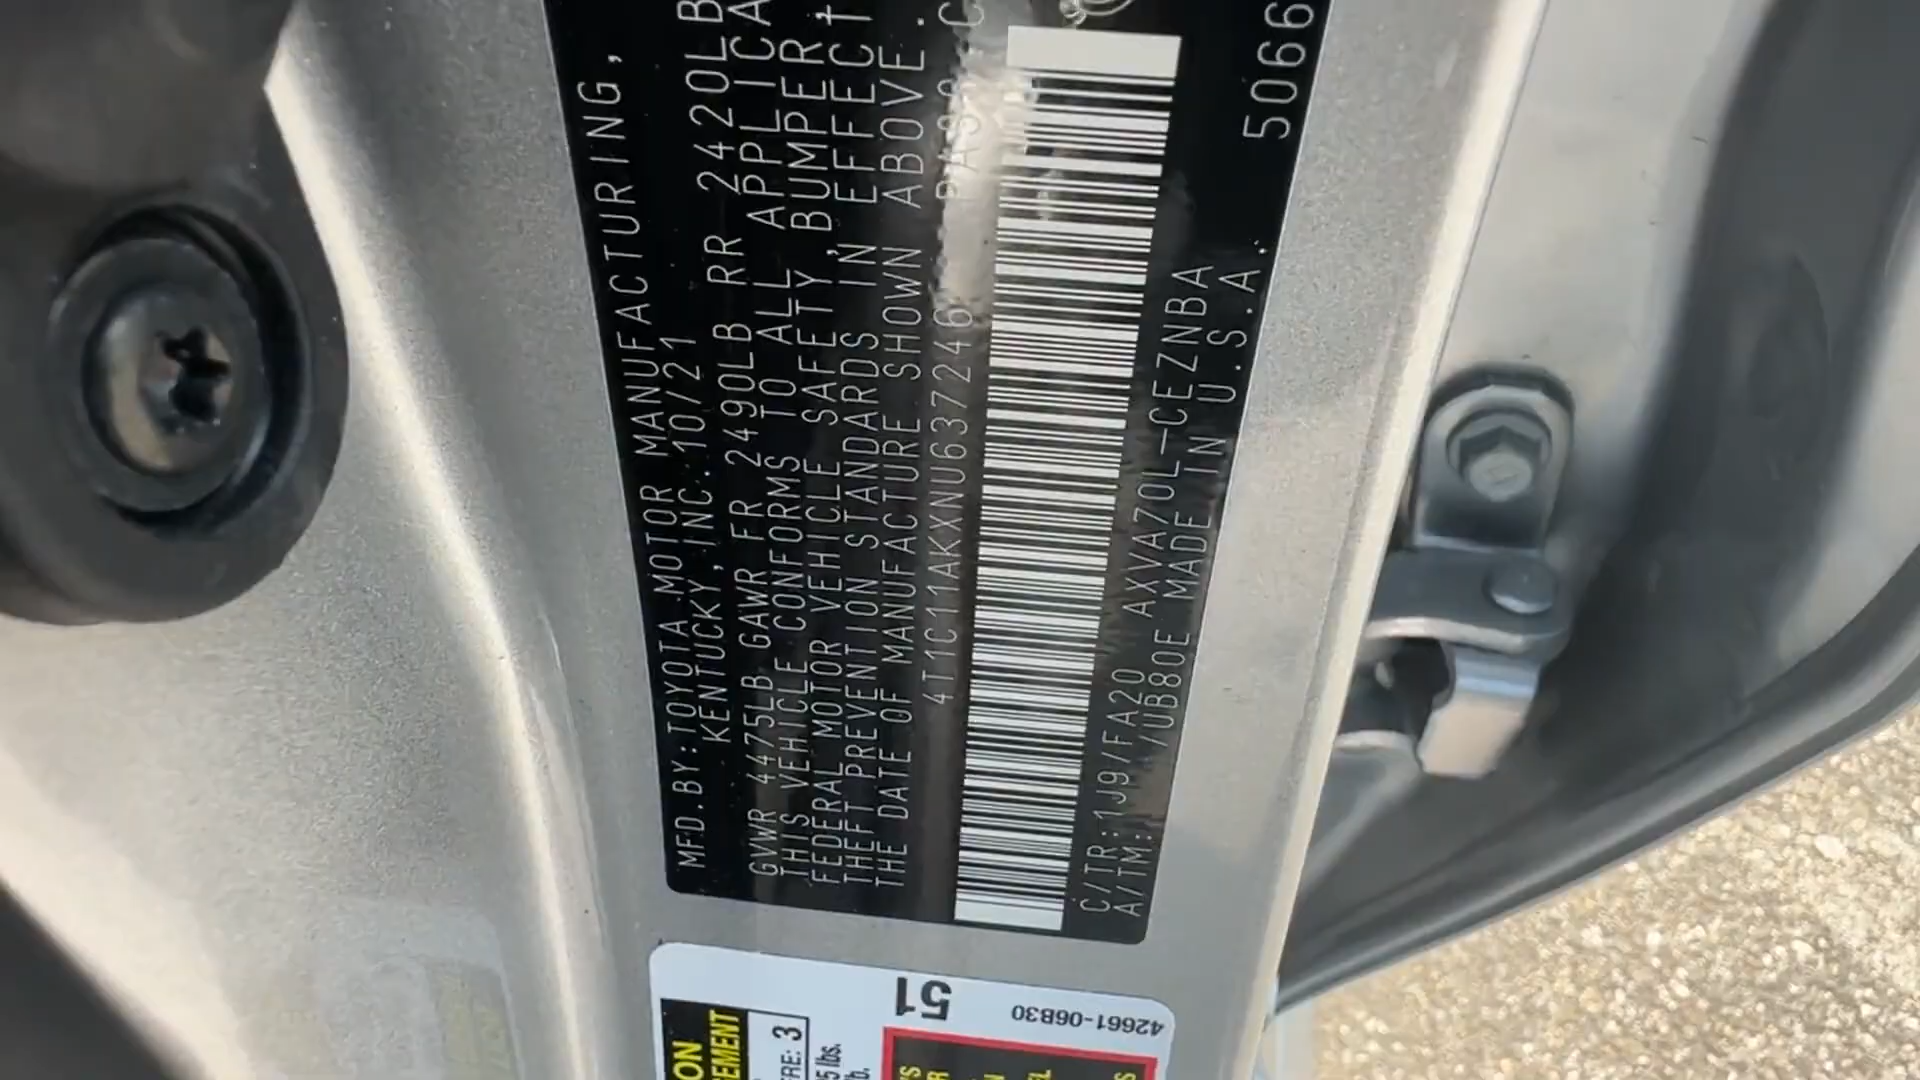 MFD.BY:TOYOTA MOTOR MANUFACTURING,
KENTUCKY,INC. 10/21
GVWR 4475LB GAWR FR 2490LB RR 2420LB
THIS VEHICLE CONFORMS TO ALL APPLICA
FEDERAL MOTOR VEHICLE SAFETY,BUMPER,
THEFT PREVENTION STANDARDS IN EFFECT
THE DATE OF MANUFACTURE SHOWN ABOVE.
4T1C11AKXNU637246
C/TR:1J9/FA20 AXVA70L-CEZNBA
A/TM: /UB80E MADE IN U.S.A.
5066
51
42661-06B30